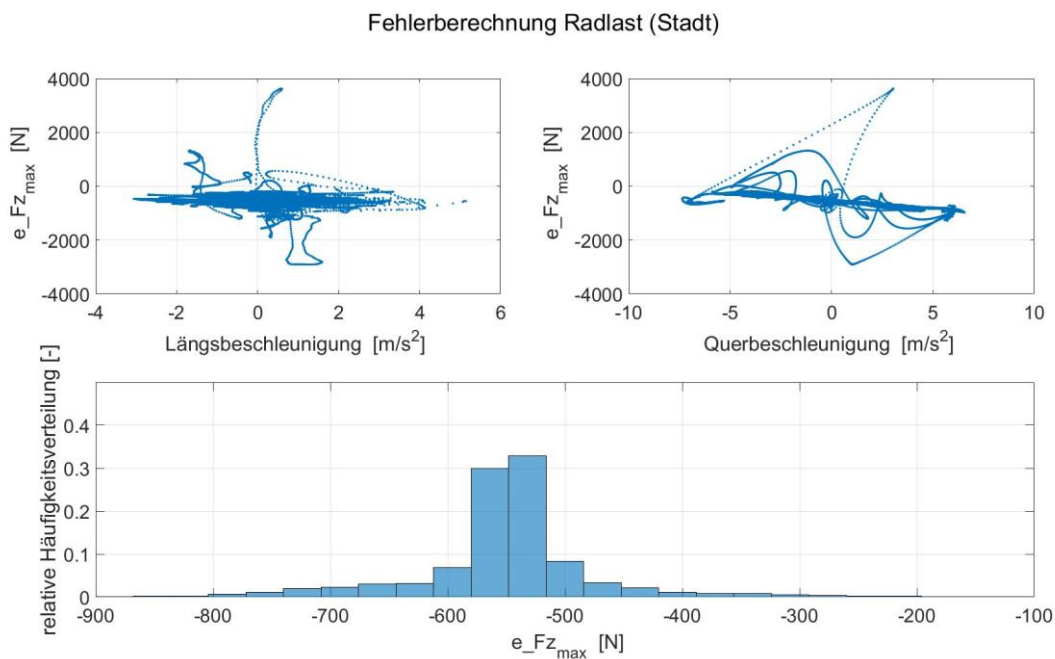 Fehlerberechnung Radlast (Stadt)
e_Fz_max [N]
4000
2000
0
-2000
-4000
-4 -2 0 2 4 6
Längsbeschleunigung [m/s²]
e_Fz_max [N]
4000
2000
0
-2000
-4000
-10 -5 0 5 10
Querbeschleunigung [m/s²]
relative Häufigkeitsverteilung [-]
0.4
0.3
0.2
0.1
0
-900 -800 -700 -600 -500 -400 -300 -200 -100
e_Fz_max [N]